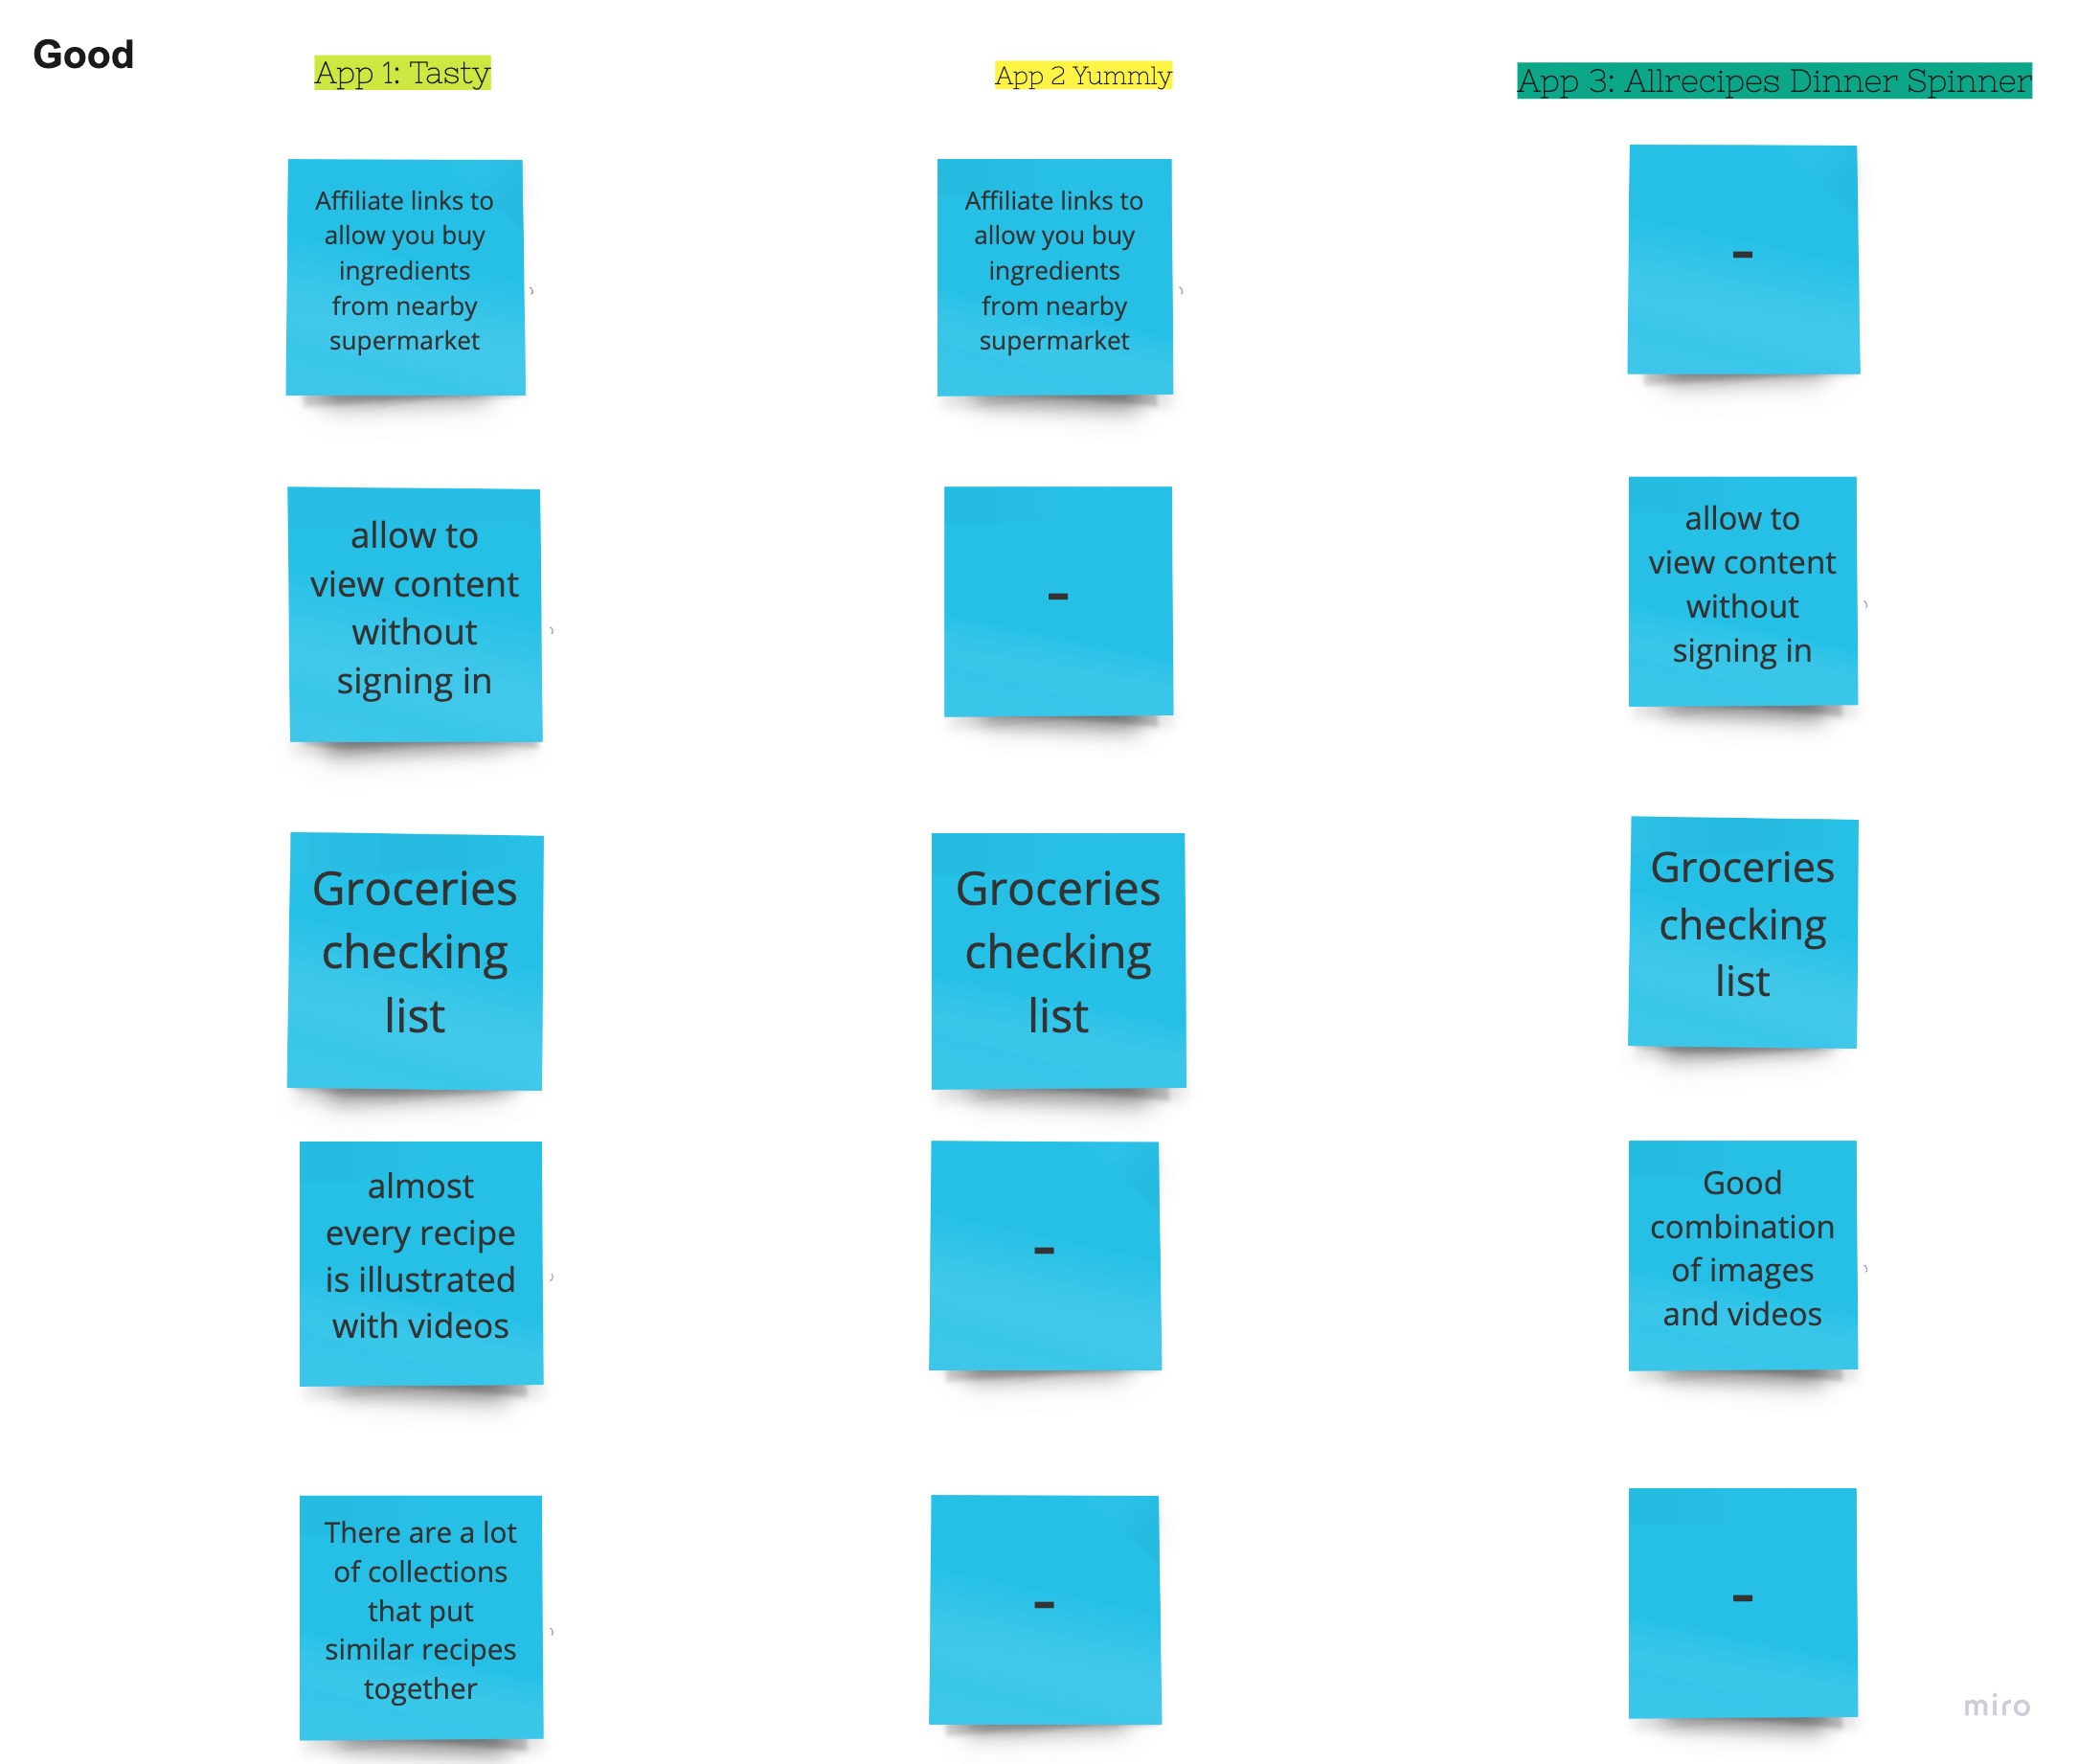 Good
App 1: Tasty
App 2 Yummly
App 3: Allrecipes Dinner Spinner
Affiliate links to
allow you buy
ingredients
from nearby
supermarket
Affiliate links to
allow you buy
ingredients
from nearby
supermarket
-
allow to
view content
without
signing in
-
allow to
view content
without
signing in
Groceries
checking
list
Groceries
checking
list
Groceries
checking
list
almost
every recipe
is illustrated
with videos
-
Good
combination
of images
and videos
There are a lot
of collections
that put
similar recipes
together
-
-
miro